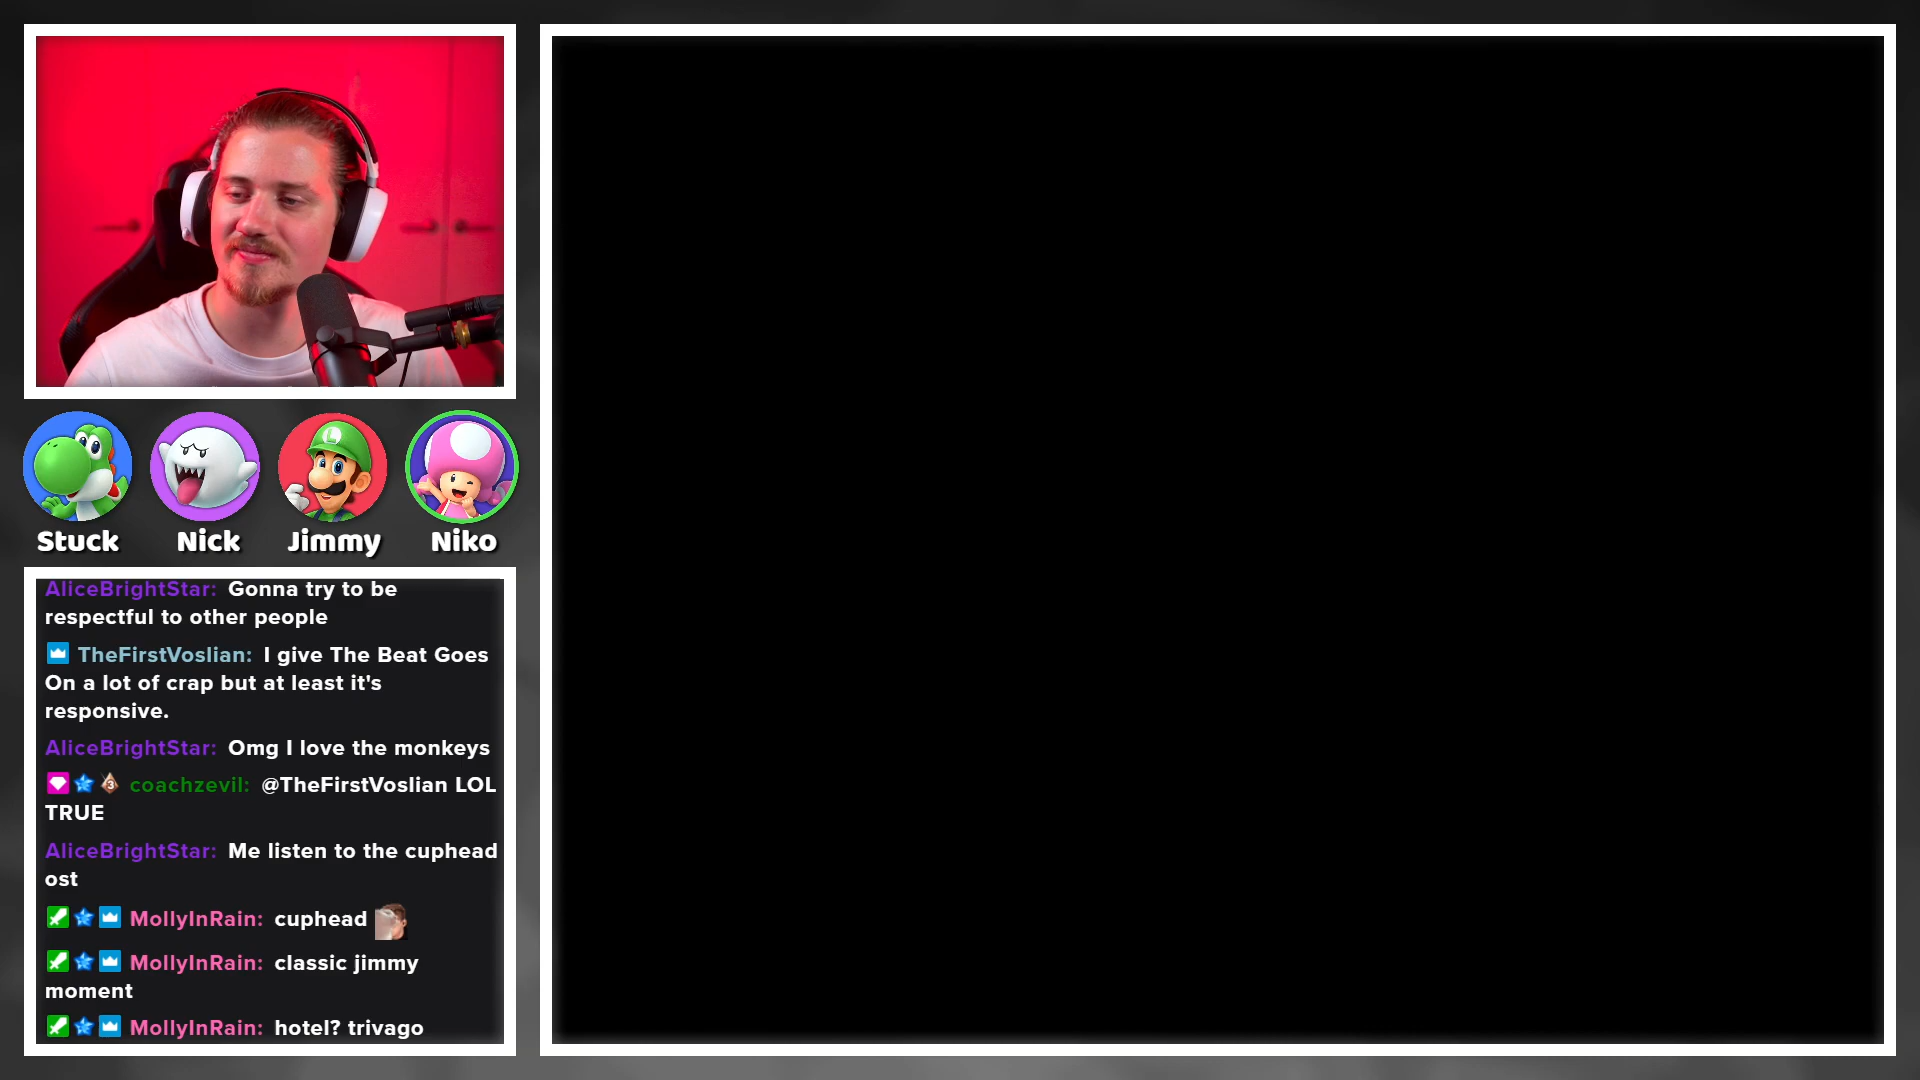 Stuck Nick Jimmy Niko
AliceBrightStar: Gonna try to be
respectful to other people
TheFirstVoslian: I give The Beat Goes
On a lot of crap but at least it's
responsive.
AliceBrightStar: Omg I love the monkeys
3 coachzevil: @TheFirstVoslian LOL
TRUE
AliceBrightStar: Me listen to the cuphead
ost
MollyInRain: cuphead
MollyInRain: classic jimmy
moment
MollyInRain: hotel? trivago